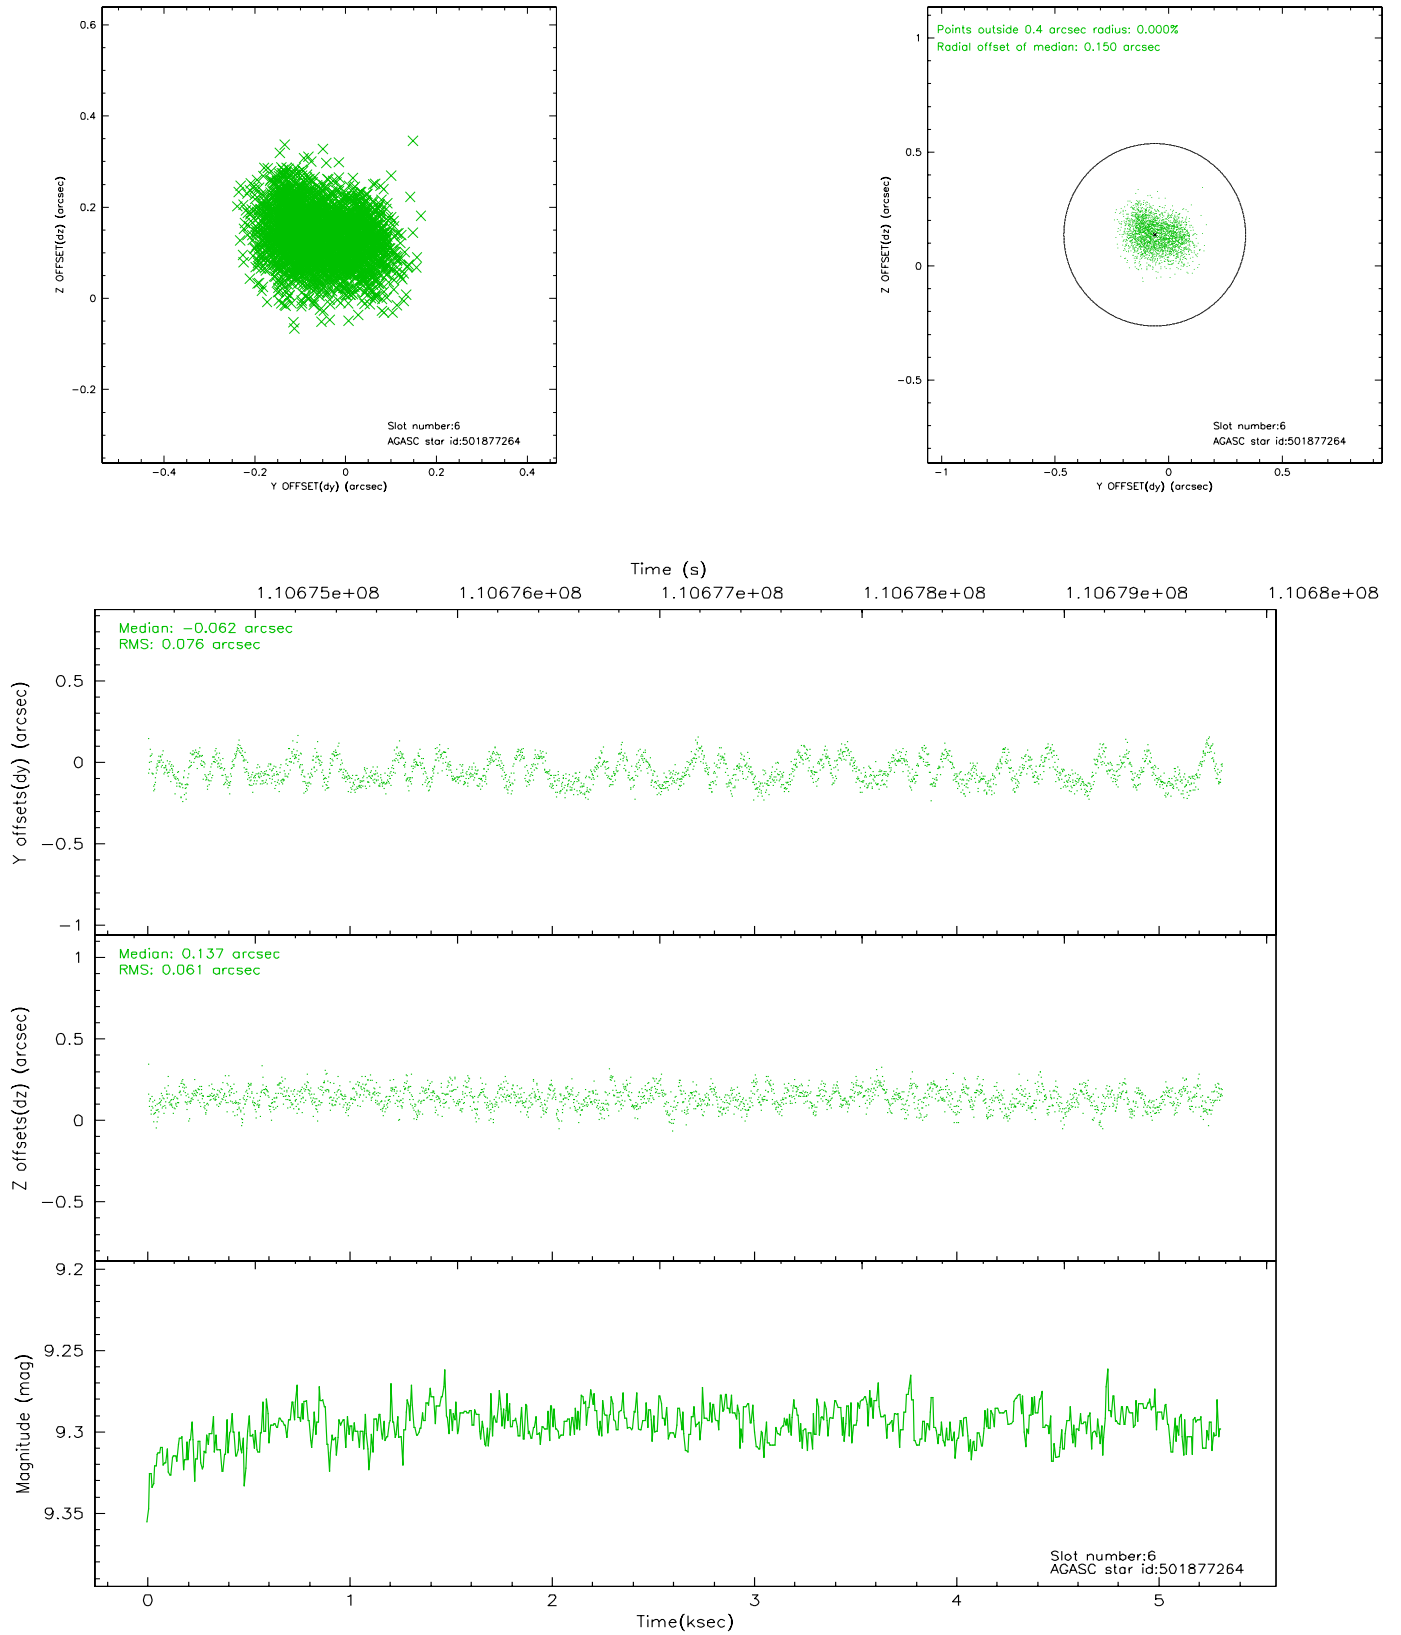 0.6
0.4
0.2
0
−0.2
−0.4
−0.2
0
0.2
0.4
Z OFFSET(dz) (arcsec)
Y OFFSET(dy) (arcsec)
Slot number:6
AGASC star id:501877264
Points outside 0.4 arcsec radius: 0.000%
Radial offset of median: 0.150 arcsec
1
0.5
0
−0.5
−1
−0.5
0
0.5
Z OFFSET(dz) (arcsec)
Y OFFSET(dy) (arcsec)
Slot number:6
AGASC star id:501877264
Time (s)
1.10675e+08 1.10676e+08 1.10677e+08 1.10678e+08 1.10679e+08 1.1068e+08
Median: −0.062 arcsec
RMS: 0.076 arcsec
0.5
0
−0.5
−1
Y offsets(dy) (arcsec)
Median: 0.137 arcsec
RMS: 0.061 arcsec
1
0.5
0
−0.5
Z offsets(dz) (arcsec)
9.2
9.25
9.3
9.35
Magnitude (mag)
Slot number:6
AGASC star id:501877264
0 1 2 3 4 5
Time(ksec)